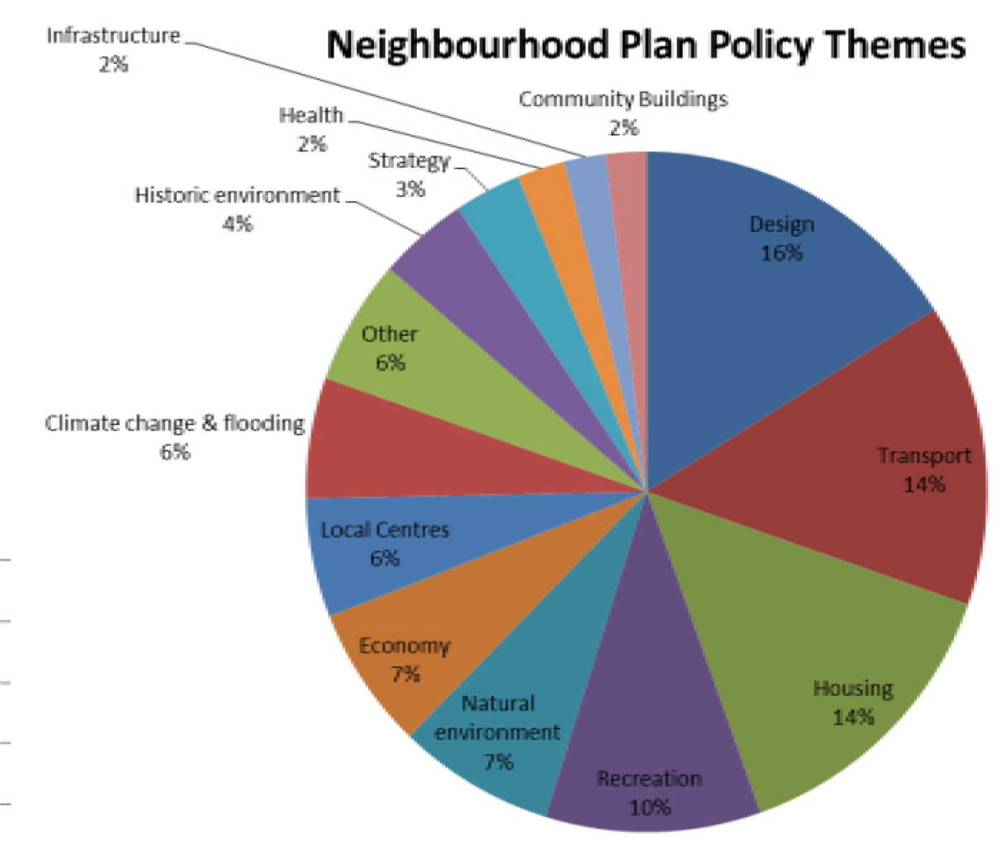 Neighbourhood Plan Policy Themes
Infrastructure
2%
Health
2%
Strategy
3%
Historic environment
4%
Community Buildings
2%
Design
16%
Transport
14%
Housing
14%
Recreation
10%
Natural
environment
7%
Economy
7%
Local Centres
6%
Climate change & flooding
6%
Other
6%